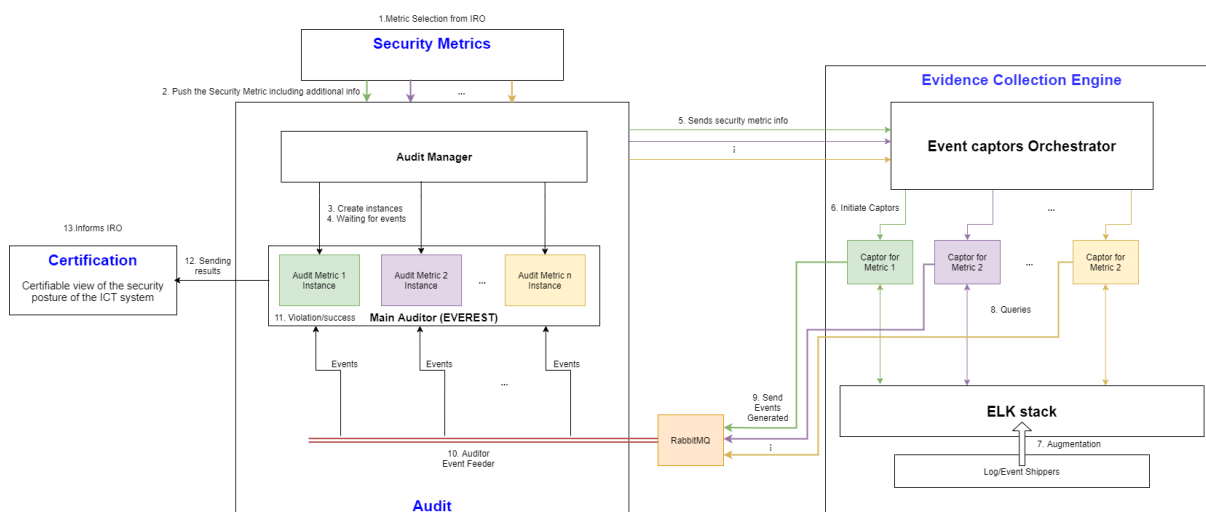 1.Metric Selection from IRO
Security Metrics
2. Push the Security Metric including additional info
...
Evidence Collection Engine
5. Sends security metric info
...
Audit Manager
Event captors Orchestrator
3. Create instances
4. Waiting for events
6. Initiate Captors
...
13.Informs IRO
Certification
Certifiable view of the security
posture of the ICT system
12. Sending
results
Audit Metric 1
Instance
Audit Metric 2
Instance
...
Audit Metric n
Instance
11. Violation/success
Main Auditor (EVEREST)
Captor for
Metric 1
Captor for
Metric 2
...
Captor for
Metric 2
8. Queries
Events
Events
Events
...
9. Send
Events
Generated
RabbitMQ
...
10. Auditor
Event Feeder
ELK stack
7. Augmentation
Log/Event Shippers
Audit